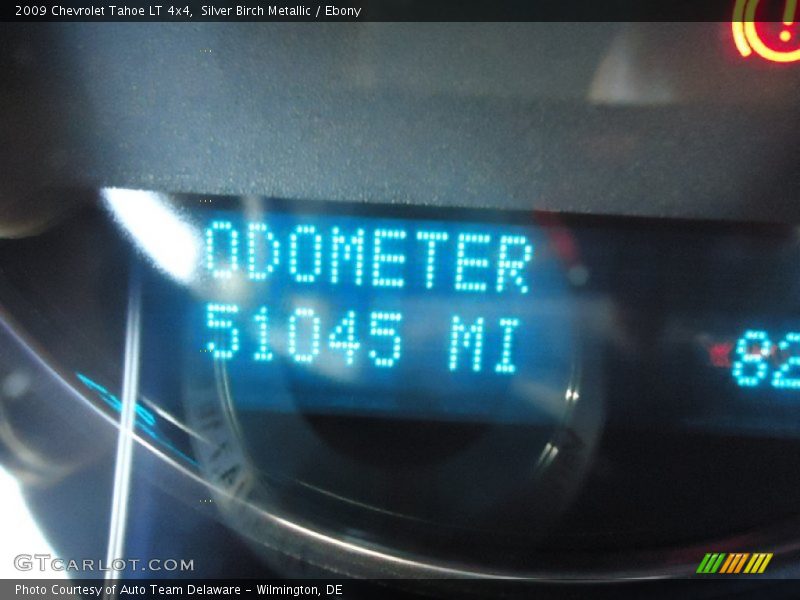 2009 Chevrolet Tahoe LT 4x4, Silver Birch Metallic / Ebony
ODOMETER
51045 MI
82
GTCARLOT.COM
Photo Courtesy of Auto Team Delaware - Wilmington, DE